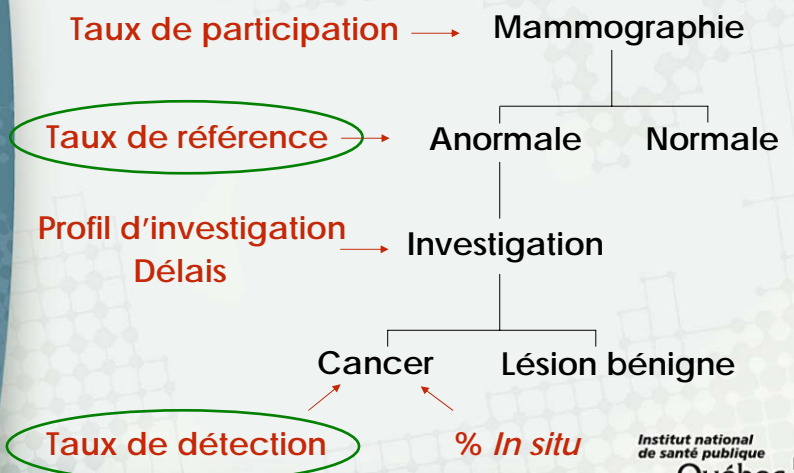 Taux de participation Mammographie
Taux de référence Anormale Normale
Profil d'investigation
Délais
Investigation
Cancer Lésion bénigne
Taux de détection % In situ
Institut national
de santé publique
Québec